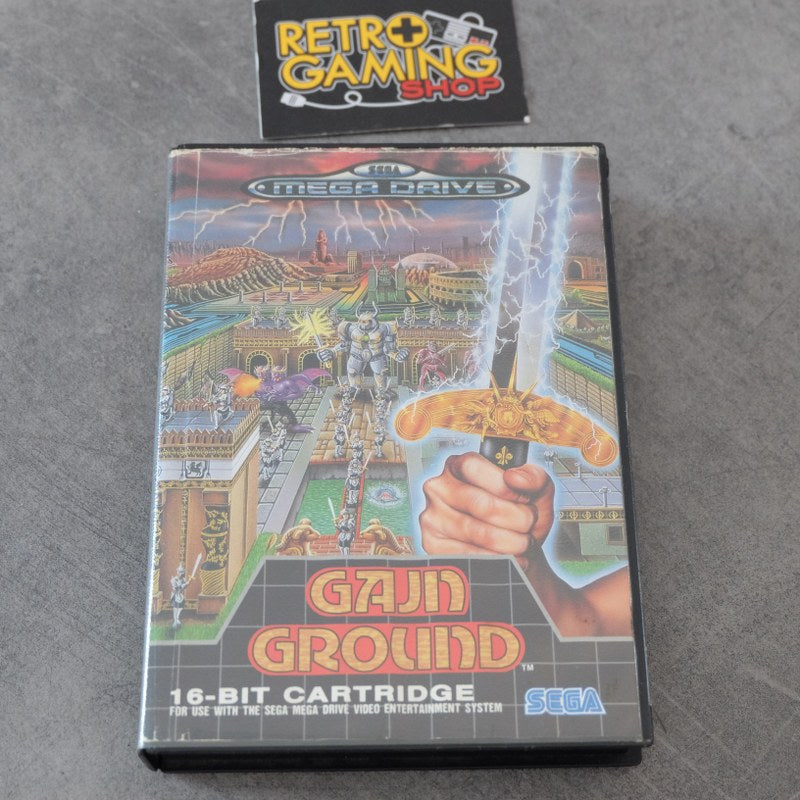 RETRO
GAMING
SHOP
SEGA
MEGA DRIVE
GAIN
GROUND™
16-BIT CARTRIDGE
FOR USE WITH THE SEGA MEGA DRIVE VIDEO ENTERTAINMENT SYSTEM
SEGA